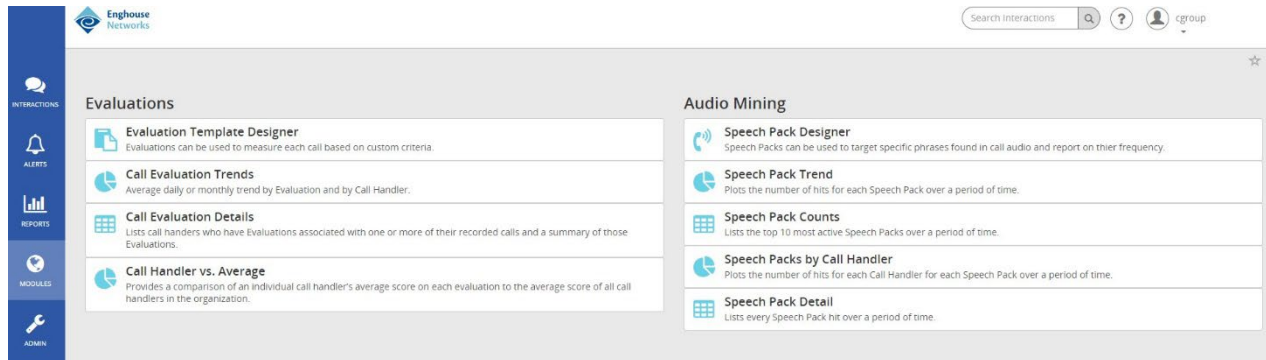 Enghouse
Networks
Search Interactions
?
cgroup
INTERACTIONS
ALERTS
REPORTS
MODULES
ADMIN
Evaluations
Evaluation Template Designer
Evaluations can be used to measure each call based on custom criteria.
Call Evaluation Trends
Average daily or monthly trend by Evaluation and by Call Handler.
Call Evaluation Details
Lists call handers who have Evaluations associated with one or more of their recorded calls and a summary of those
Evaluations.
Call Handler vs. Average
Provides a comparison of an individual call handler's average score on each evaluation to the average score of all call
handlers in the organization.
Audio Mining
Speech Pack Designer
Speech Packs can be used to target specific phrases found in call audio and report on thier frequency.
Speech Pack Trend
Plots the number of hits for each Speech Pack over a period of time.
Speech Pack Counts
Lists the top 10 most active Speech Packs over a period of time.
Speech Packs by Call Handler
Plots the number of hits for each Call Handler for each Speech Pack over a period of time.
Speech Pack Detail
Lists every Speech Pack hit over a period of time.